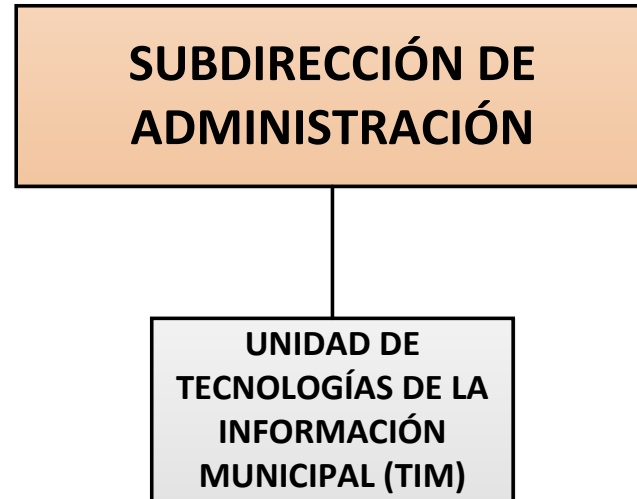 SUBDIRECCIÓN DE
ADMINISTRACIÓN
UNIDAD DE
TECNOLOGÍAS DE LA
INFORMACIÓN
MUNICIPAL (TIM)